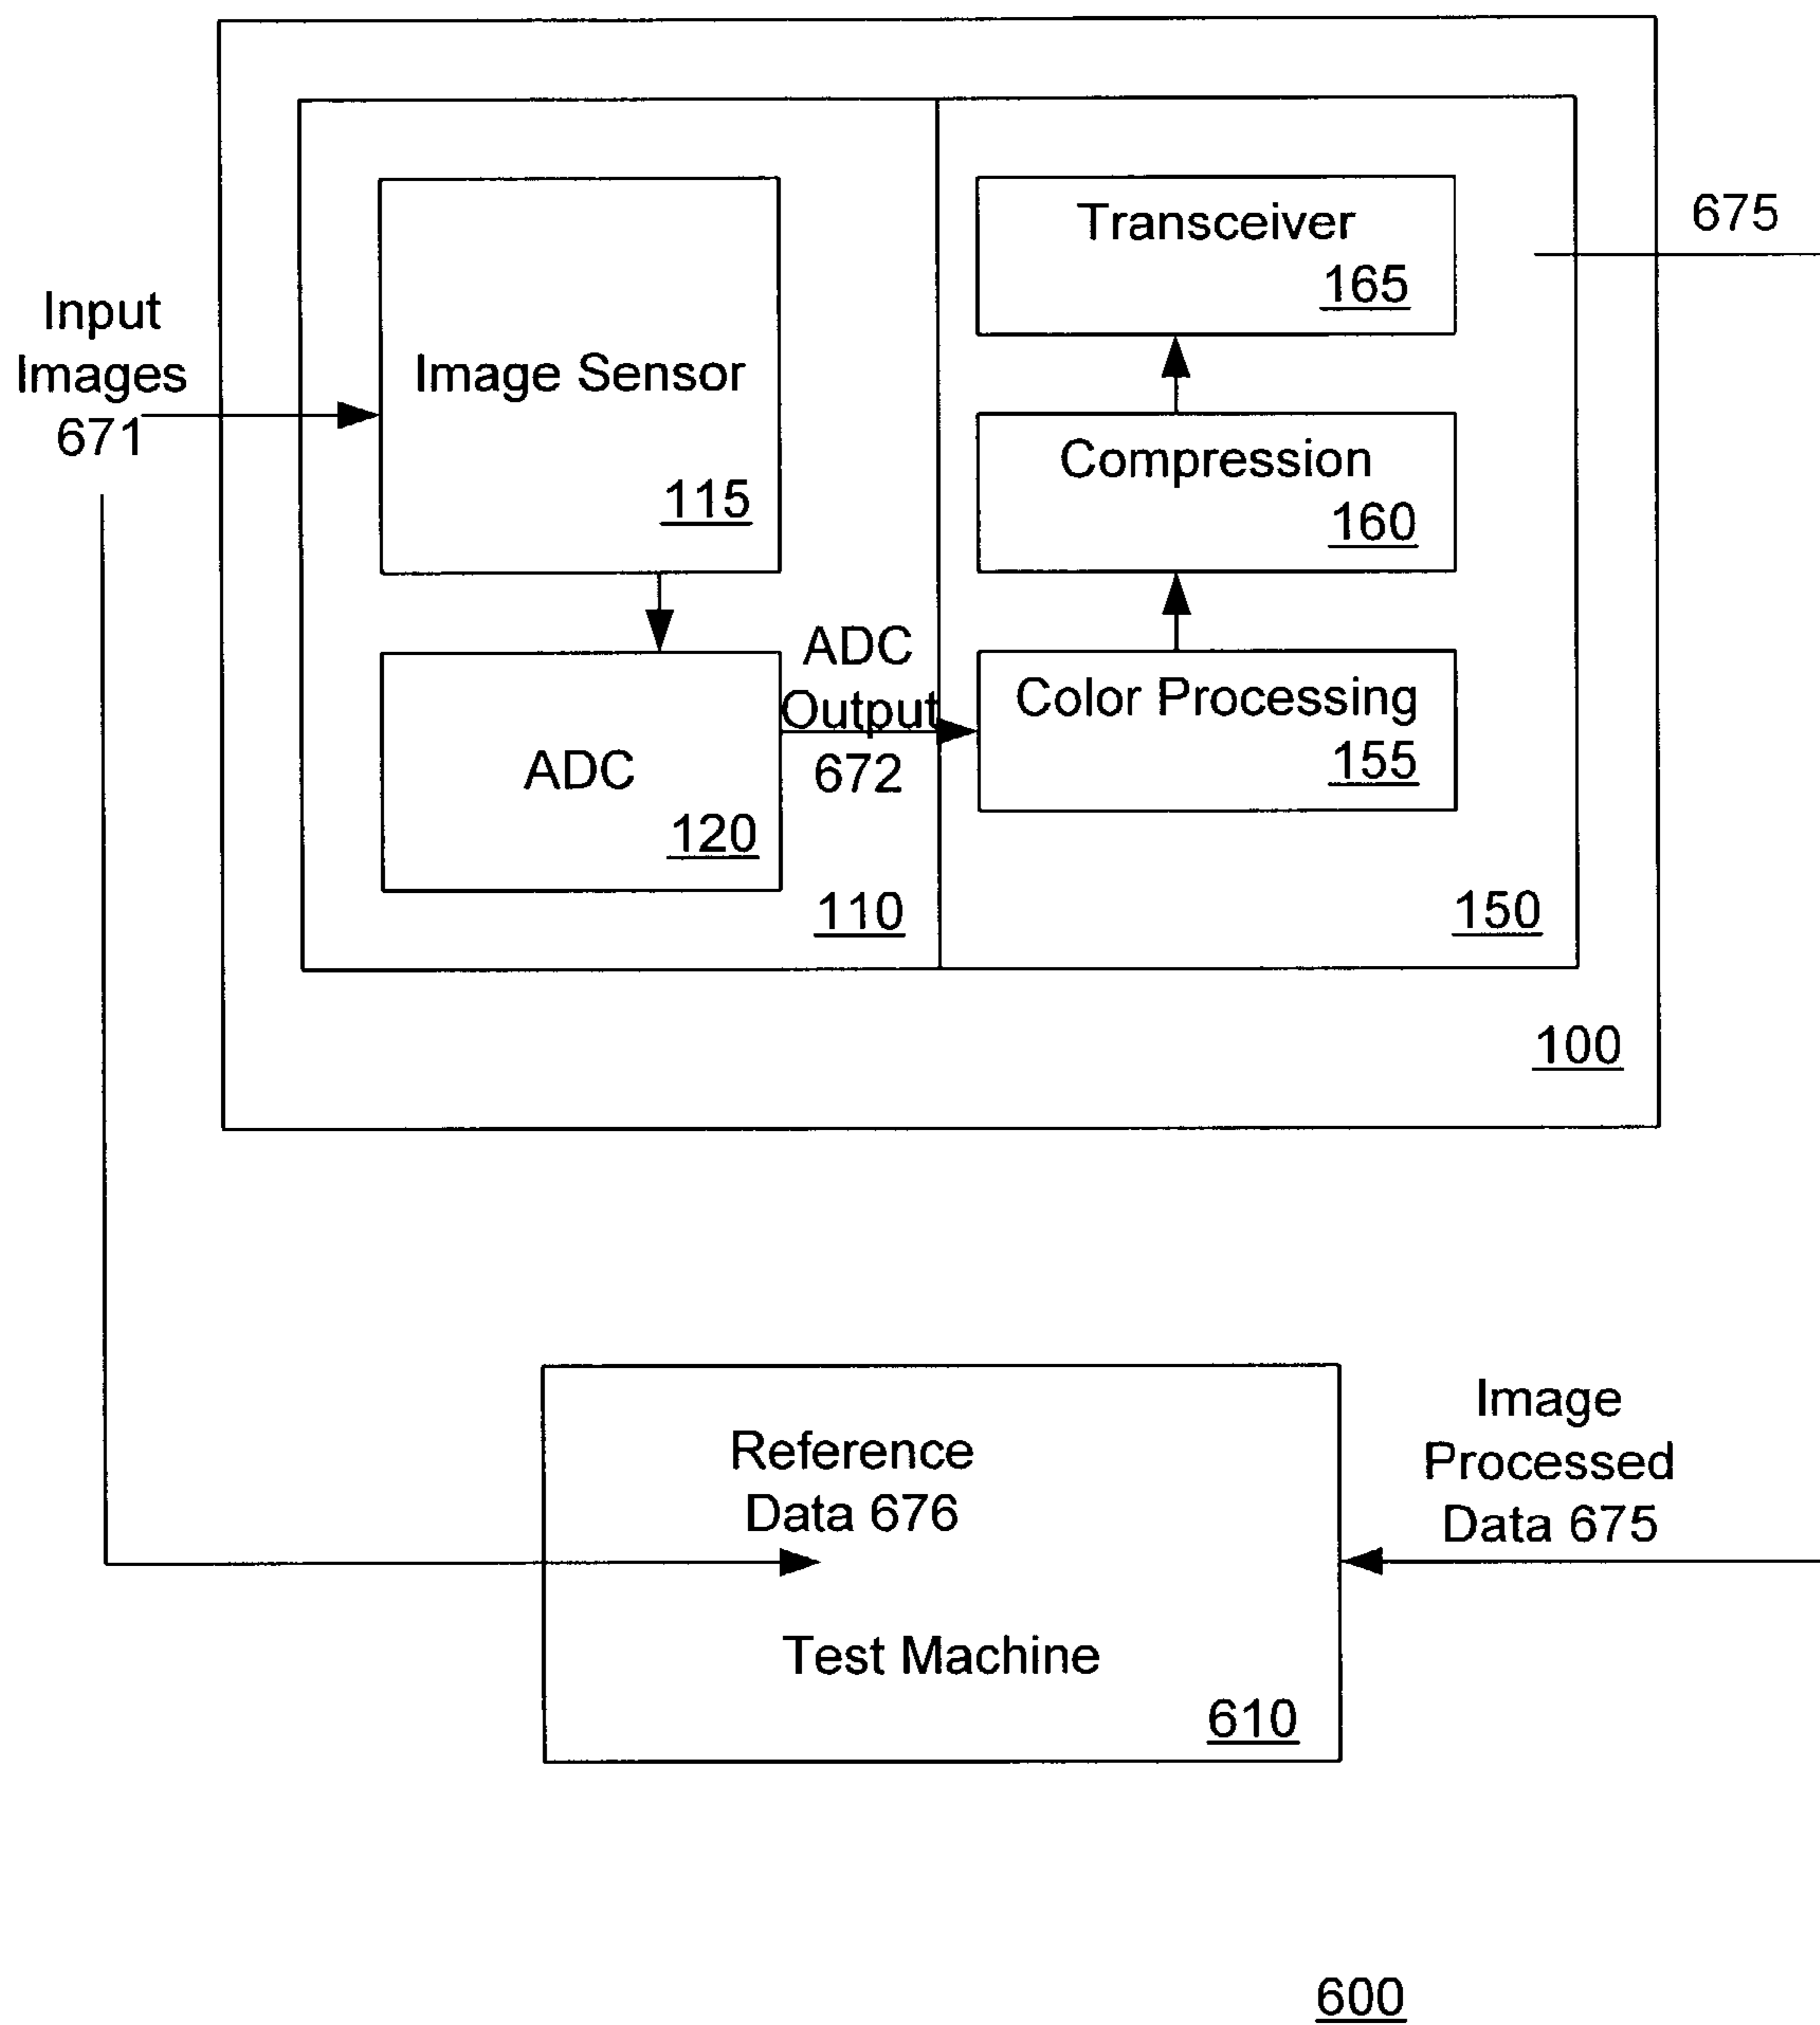 Input
Images
671
Image Sensor
115
ADC
120
ADC
Output
672
110
Transceiver
165
Compression
160
Color Processing
155
150
675
100
Reference
Data 676
Test Machine
610
Image
Processed
Data 675
600